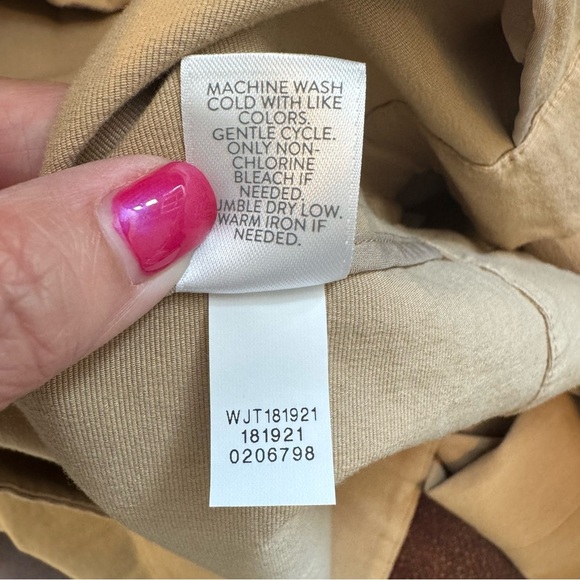 MACHINE WASH
COLD WITH LIKE
COLORS.
GENTLE CYCLE.
ONLY NON-
CHLORINE
BLEACH IF
NEEDED.
UMBLE DRY LOW.
WARM IRON IF
NEEDED.
WJT181921
181921
0206798